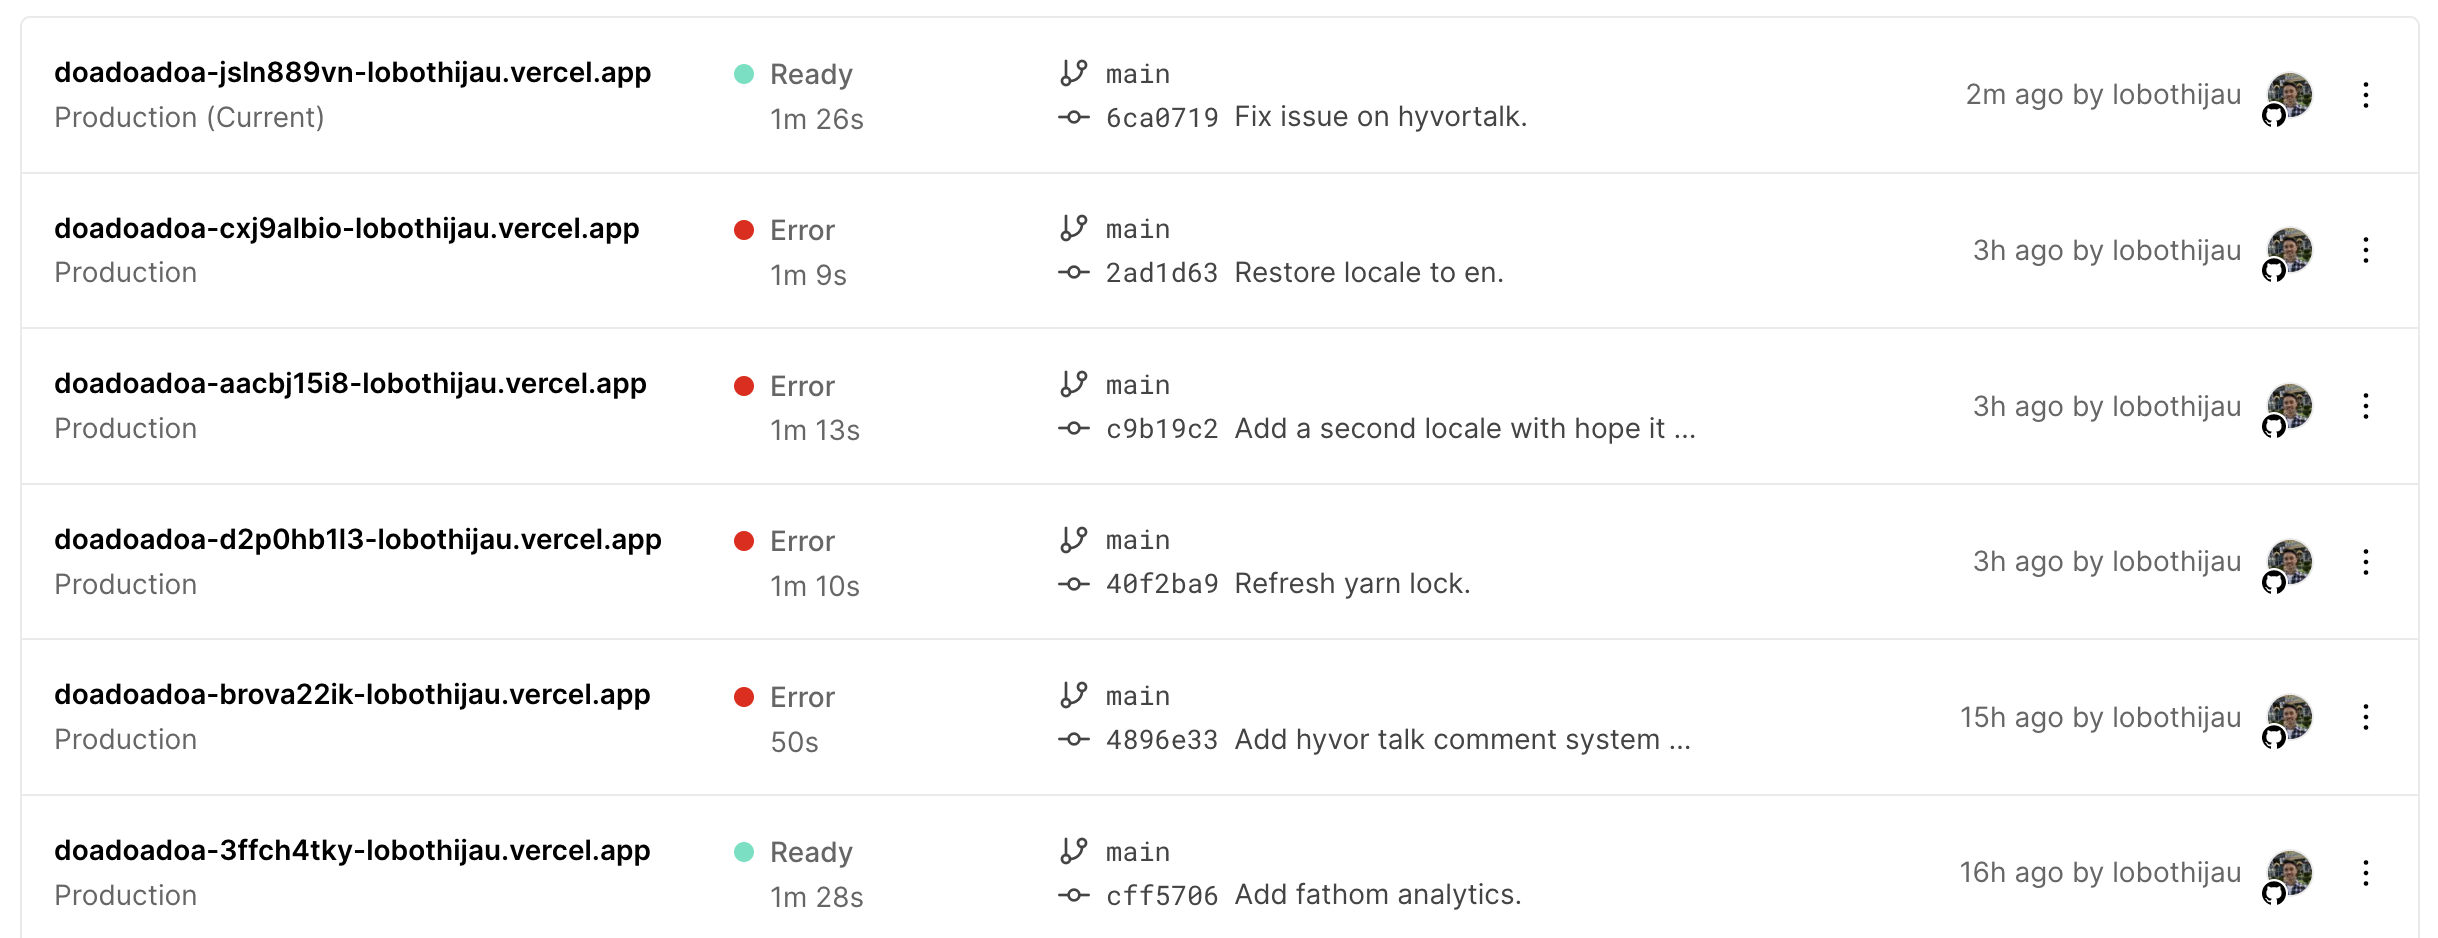 doadoadoa-jsln889vn-lobothijau.vercel.app
Production (Current)
Ready
1m 26s
main
6ca0719 Fix issue on hyvortalk.
2m ago by lobothijau
doadoadoa-cxj9albio-lobothijau.vercel.app
Production
Error
1m 9s
main
2ad1d63 Restore locale to en.
3h ago by lobothijau
doadoadoa-aacbj15i8-lobothijau.vercel.app
Production
Error
1m 13s
main
c9b19c2 Add a second locale with hope it ...
3h ago by lobothijau
doadoadoa-d2p0hb1l3-lobothijau.vercel.app
Production
Error
1m 10s
main
40f2ba9 Refresh yarn lock.
3h ago by lobothijau
doadoadoa-brova22ik-lobothijau.vercel.app
Production
Error
50s
main
4896e33 Add hyvor talk comment system ...
15h ago by lobothijau
doadoadoa-3ffch4tky-lobothijau.vercel.app
Production
Ready
1m 28s
main
cff5706 Add fathom analytics.
16h ago by lobothijau